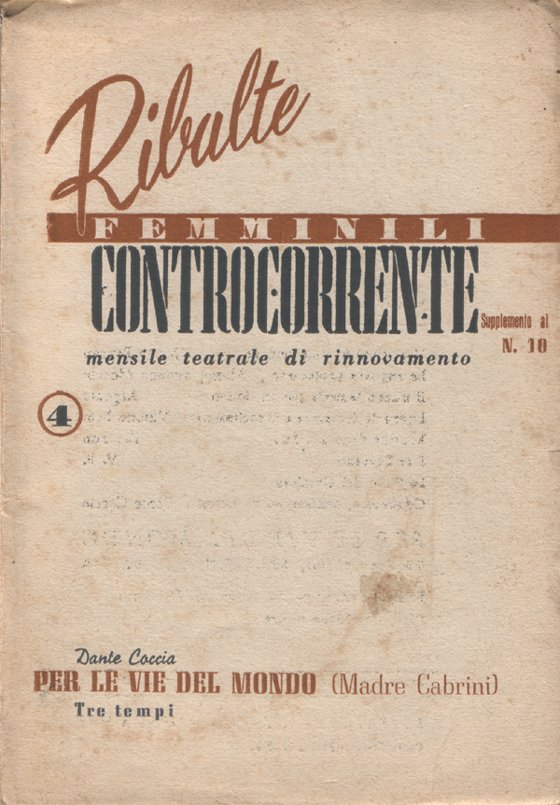 Ribalte
FEMMINILI
CONTROCORRENTE
Supplemento al
N. 10
mensile teatrale di rinnovamento
4
Dante Coccia
PER LE VIE DEL MONDO (Madre Cabrini)
Tre tempi